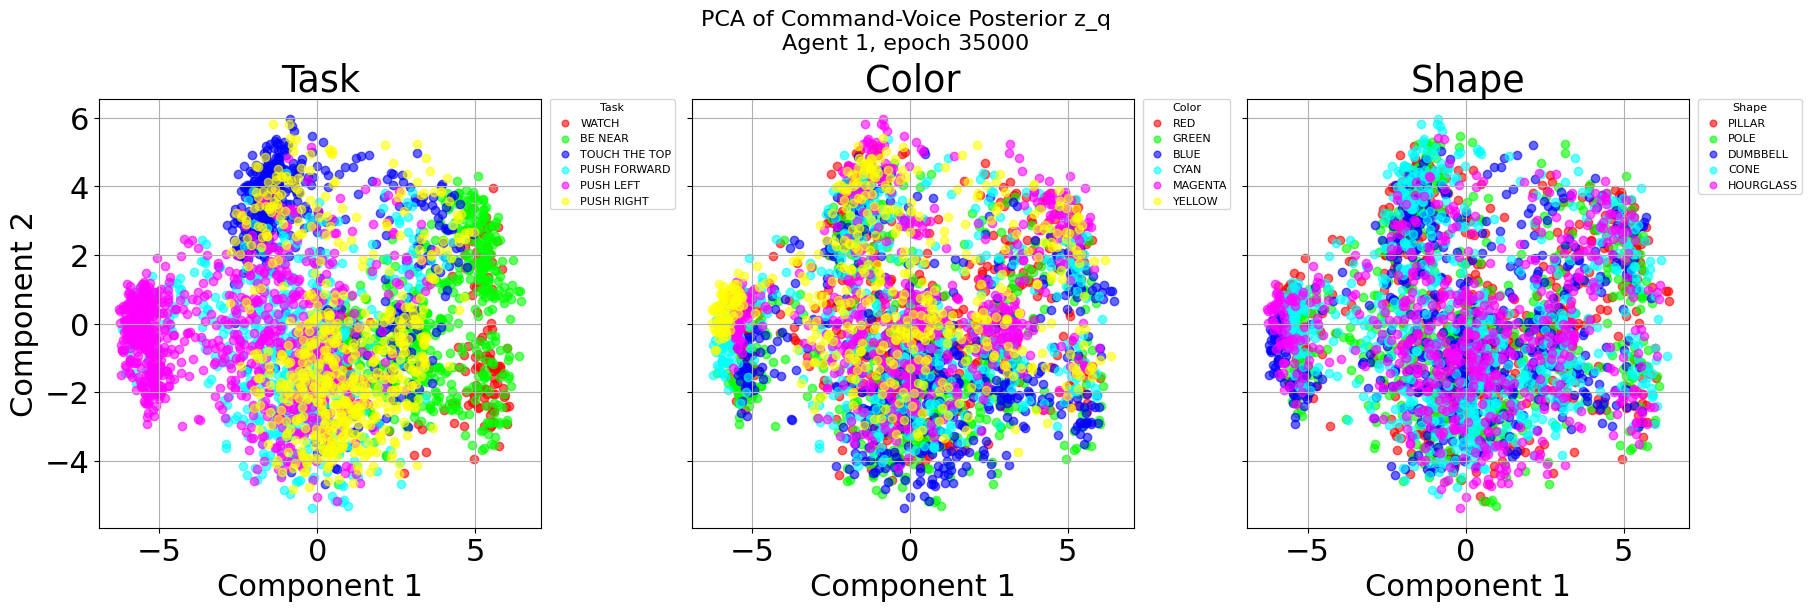 PCA of Command-Voice Posterior z_q
Agent 1, epoch 35000
Task
Color
Shape
Task
WATCH
BE NEAR
TOUCH THE TOP
PUSH FORWARD
PUSH LEFT
PUSH RIGHT
Color
RED
GREEN
BLUE
CYAN
MAGENTA
YELLOW
Shape
PILLAR
POLE
DUMBBELL
CONE
HOURGLASS
Component 2
6
4
2
0
−2
−4
−5 0 5
−5 0 5
−5 0 5
Component 1
Component 1
Component 1